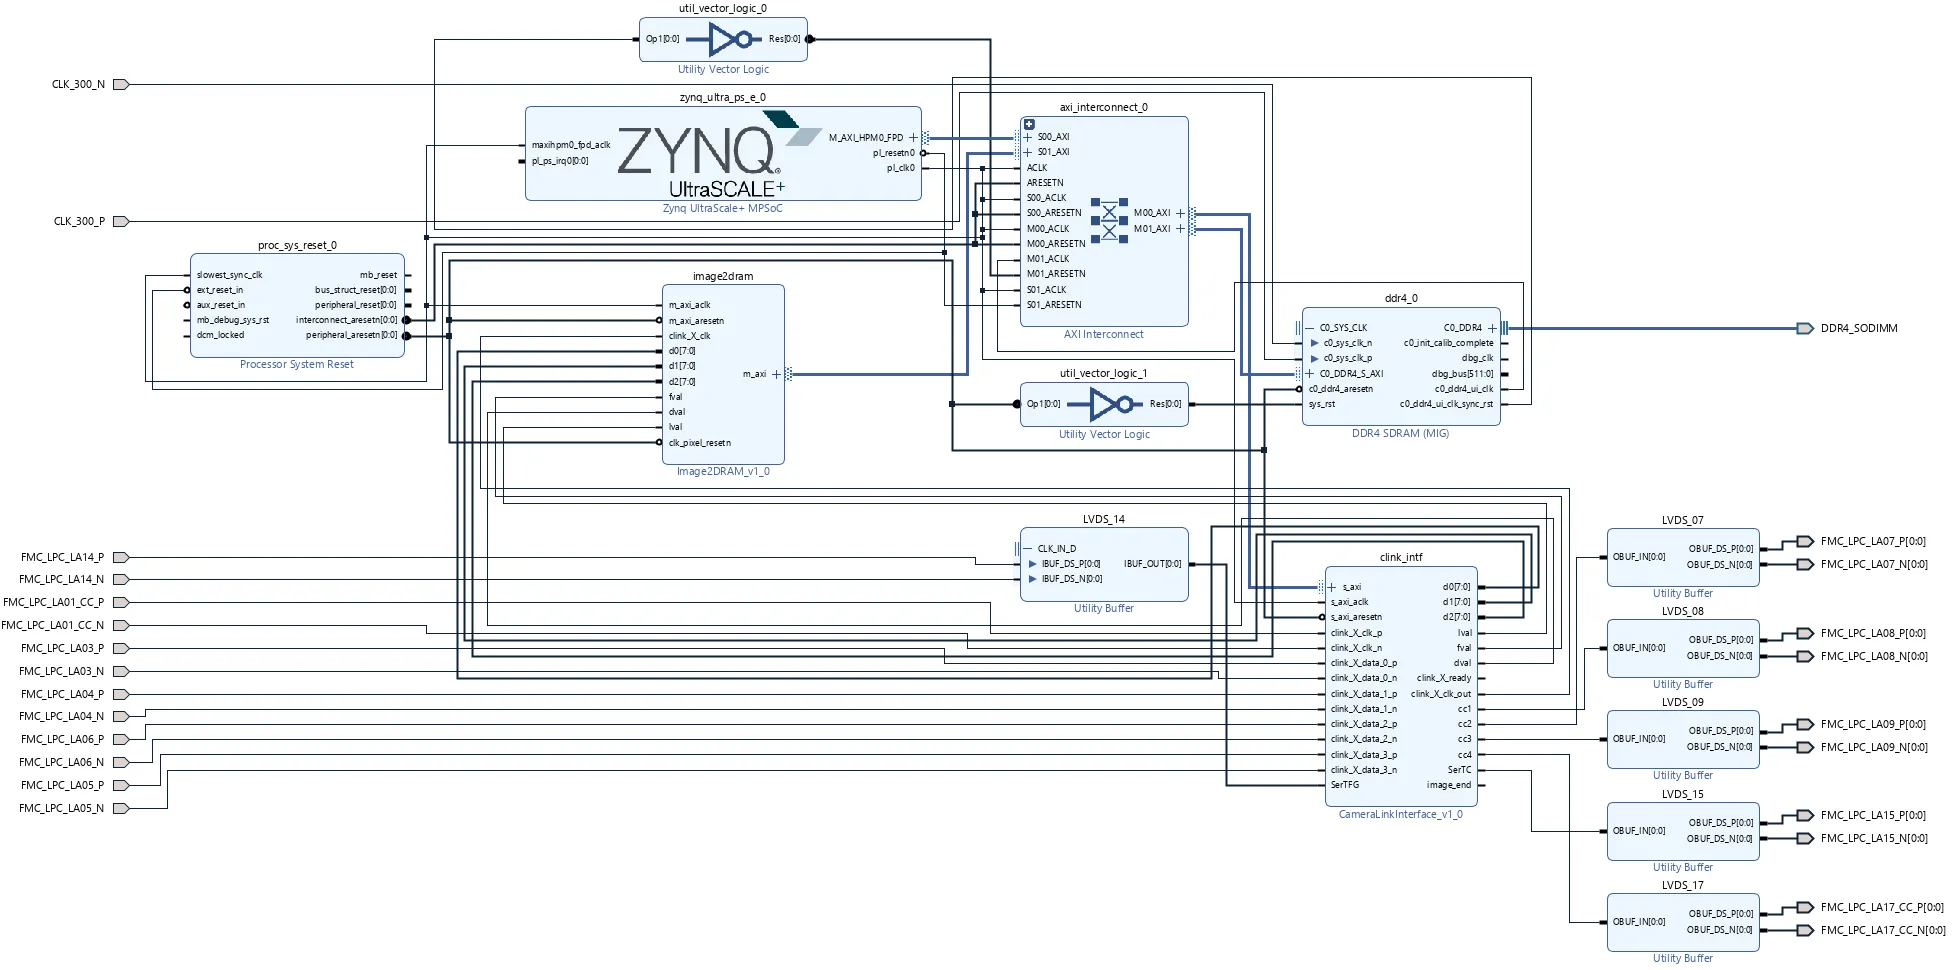 util_vector_logic_0
Op1[0:0]
Res[0:0]
Utility Vector Logic
CLK_300_N
CLK_300_P
zynq_ultra_ps_e_0
maxihpm0_fpd_aclk
pl_ps_irq0[0:0]
ZYNQ
UltraSCALE+
M_AXI_HPM0_FPD
pl_resetn0
pl_clk0
Zynq UltraScale+ MPSoC
axi_interconnect_0
S00_AXI
S01_AXI
ACLK
ARESETN
S00_ACLK
S00_ARESETN
M00_ACLK
M00_ARESETN
M01_ACLK
M01_ARESETN
S01_ACLK
S01_ARESETN
M00_AXI
M01_AXI
AXI Interconnect
proc_sys_reset_0
slowest_sync_clk
ext_reset_in
aux_reset_in
mb_debug_sys_rst
dcm_locked
mb_reset
bus_struct_reset[0:0]
peripheral_reset[0:0]
interconnect_aresetn[0:0]
peripheral_aresetn[0:0]
Processor System Reset
image2dram
m_axi_aclk
m_axi_aresetn
clink_X_clk
d0[7:0]
d1[7:0]
d2[7:0]
fval
dval
lval
clk_pixel_resetn
m_axi
Image2DRAM_v1_0
ddr4_0
C0_SYS_CLK
c0_sys_clk_n
c0_sys_clk_p
C0_DDR4_S_AXI
c0_ddr4_aresetn
sys_rst
C0_DDR4
c0_init_calib_complete
dbg_clk
dbg_bus[511:0]
c0_ddr4_ui_clk
c0_ddr4_ui_clk_sync_rst
DDR4 SDRAM (MIG)
DDR4_SODIMM
util_vector_logic_1
Op1[0:0]
Res[0:0]
Utility Vector Logic
FMC_LPC_LA14_P
FMC_LPC_LA14_N
FMC_LPC_LA01_CC_P
FMC_LPC_LA01_CC_N
FMC_LPC_LA03_P
FMC_LPC_LA03_N
FMC_LPC_LA04_P
FMC_LPC_LA04_N
FMC_LPC_LA06_P
FMC_LPC_LA06_N
FMC_LPC_LA05_P
FMC_LPC_LA05_N
LVDS_14
CLK_IN_D
IBUF_DS_P[0:0]
IBUF_DS_N[0:0]
IBUF_OUT[0:0]
Utility Buffer
clink_intf
s_axi
s_axi_aclk
s_axi_aresetn
clink_X_clk_p
clink_X_clk_n
clink_X_data_0_p
clink_X_data_0_n
clink_X_data_1_p
clink_X_data_1_n
clink_X_data_2_p
clink_X_data_2_n
clink_X_data_3_p
clink_X_data_3_n
SerTFG
d0[7:0]
d1[7:0]
d2[7:0]
lval
fval
dval
clink_X_ready
clink_X_clk_out
cc1
cc2
cc3
cc4
SerTC
image_end
CameraLinkInterface_v1_0
LVDS_07
OBUF_IN[0:0]
OBUF_DS_P[0:0]
OBUF_DS_N[0:0]
Utility Buffer
FMC_LPC_LA07_P[0:0]
FMC_LPC_LA07_N[0:0]
LVDS_08
OBUF_IN[0:0]
OBUF_DS_P[0:0]
OBUF_DS_N[0:0]
Utility Buffer
FMC_LPC_LA08_P[0:0]
FMC_LPC_LA08_N[0:0]
LVDS_09
OBUF_IN[0:0]
OBUF_DS_P[0:0]
OBUF_DS_N[0:0]
Utility Buffer
FMC_LPC_LA09_P[0:0]
FMC_LPC_LA09_N[0:0]
LVDS_15
OBUF_IN[0:0]
OBUF_DS_P[0:0]
OBUF_DS_N[0:0]
Utility Buffer
FMC_LPC_LA15_P[0:0]
FMC_LPC_LA15_N[0:0]
LVDS_17
OBUF_IN[0:0]
OBUF_DS_P[0:0]
OBUF_DS_N[0:0]
Utility Buffer
FMC_LPC_LA17_CC_P[0:0]
FMC_LPC_LA17_CC_N[0:0]